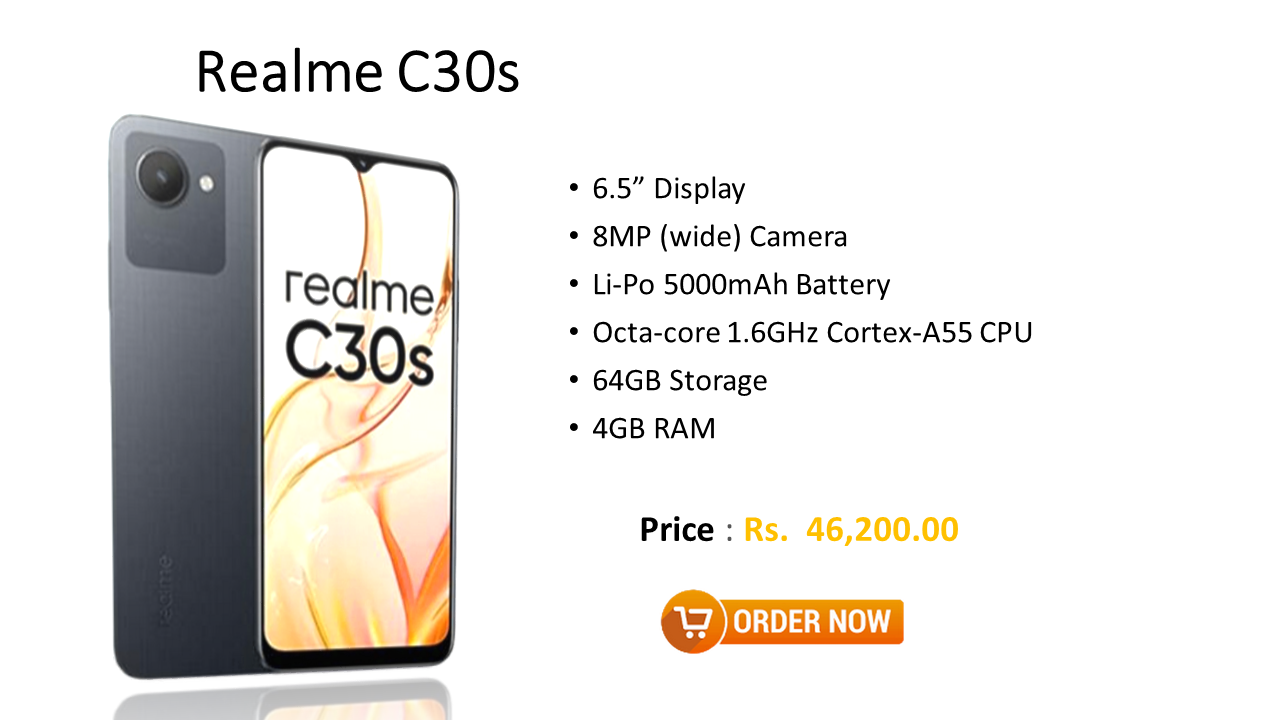 Realme C30s
realme
C30s
realme
• 6.5” Display
• 8MP (wide) Camera
• Li-Po 5000mAh Battery
• Octa-core 1.6GHz Cortex-A55 CPU
• 64GB Storage
• 4GB RAM
Price : Rs. 46,200.00
ORDER NOW